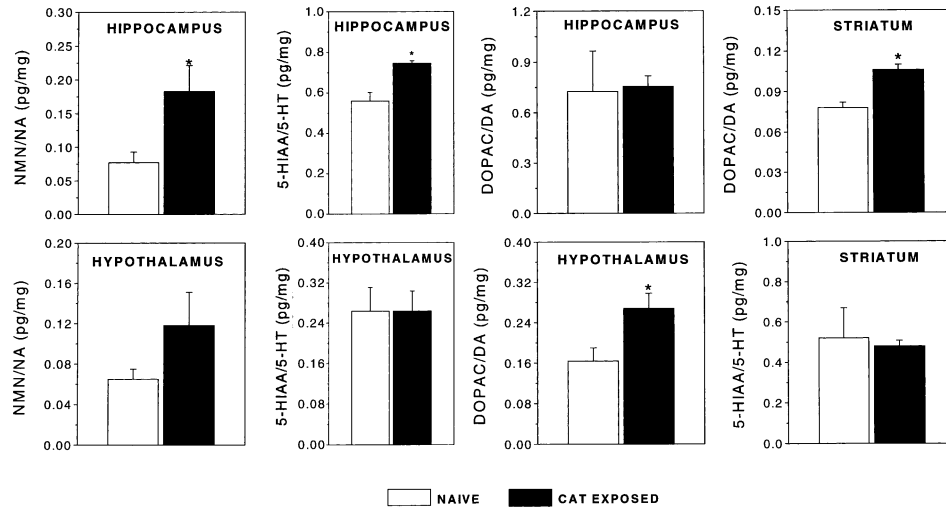 HIPPOCAMPUS
NMN/NA (pg/mg)
0.30
0.25
0.20
0.15
0.10
0.05
0.00
*
HIPPOCAMPUS
5-HIAA/5-HT (pg/mg)
1.0
0.8
0.6
0.4
0.2
0.0
*
HIPPOCAMPUS
DOPAC/DA (pg/mg)
1.2
0.9
0.6
0.3
0.0
STRIATUM
DOPAC/DA (pg/mg)
0.15
0.12
0.09
0.06
0.03
0.00
*
HYPOTHALAMUS
NMN/NA (pg/mg)
0.20
0.16
0.12
0.08
0.04
0.00
HYPOTHALAMUS
5-HIAA/5-HT (pg/mg)
0.40
0.32
0.24
0.16
0.08
0.00
HYPOTHALAMUS
DOPAC/DA (pg/mg)
0.40
0.32
0.24
0.16
0.08
0.00
*
STRIATUM
5-HIAA/5-HT (pg/mg)
1.0
0.8
0.6
0.4
0.2
0.0
NAIVE
CAT EXPOSED